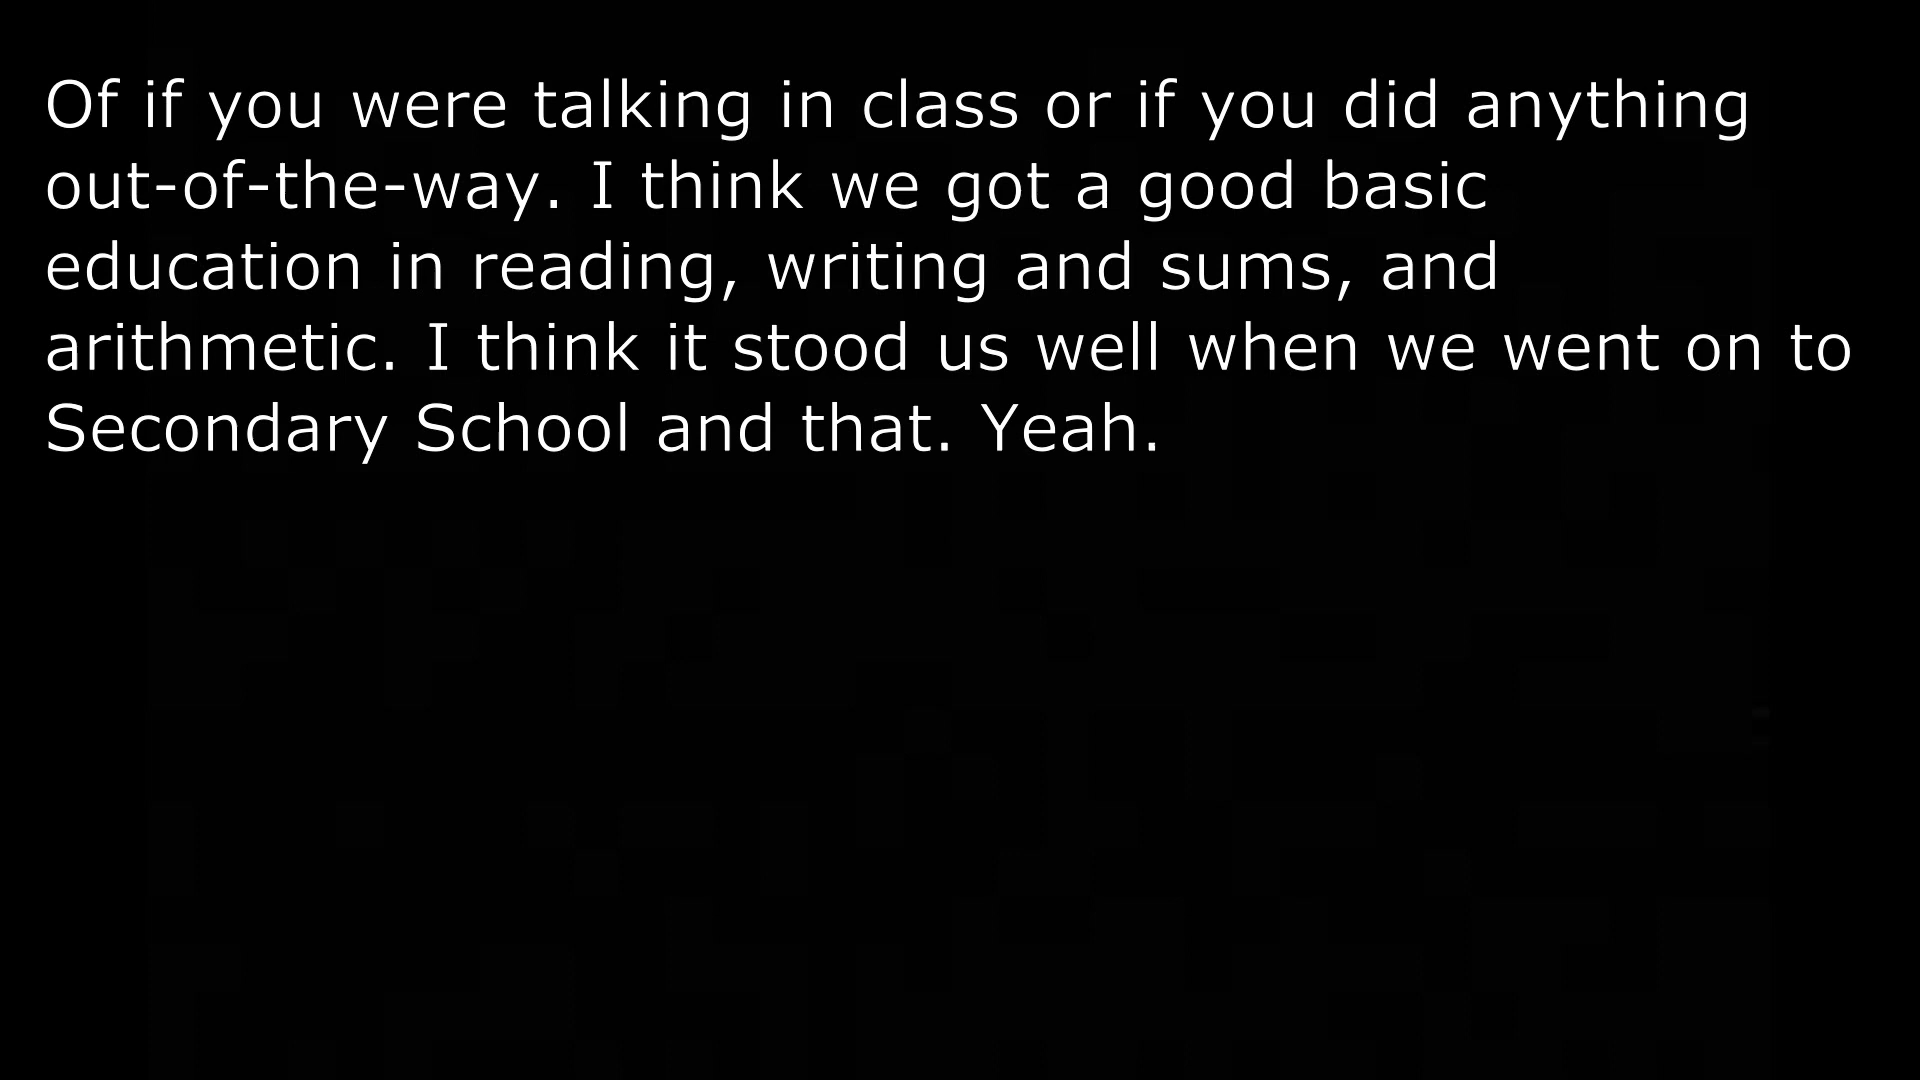 Of if you were talking in class or if you did anything
out-of-the-way. I think we got a good basic
education in reading, writing and sums, and
arithmetic. I think it stood us well when we went on to
Secondary School and that. Yeah.